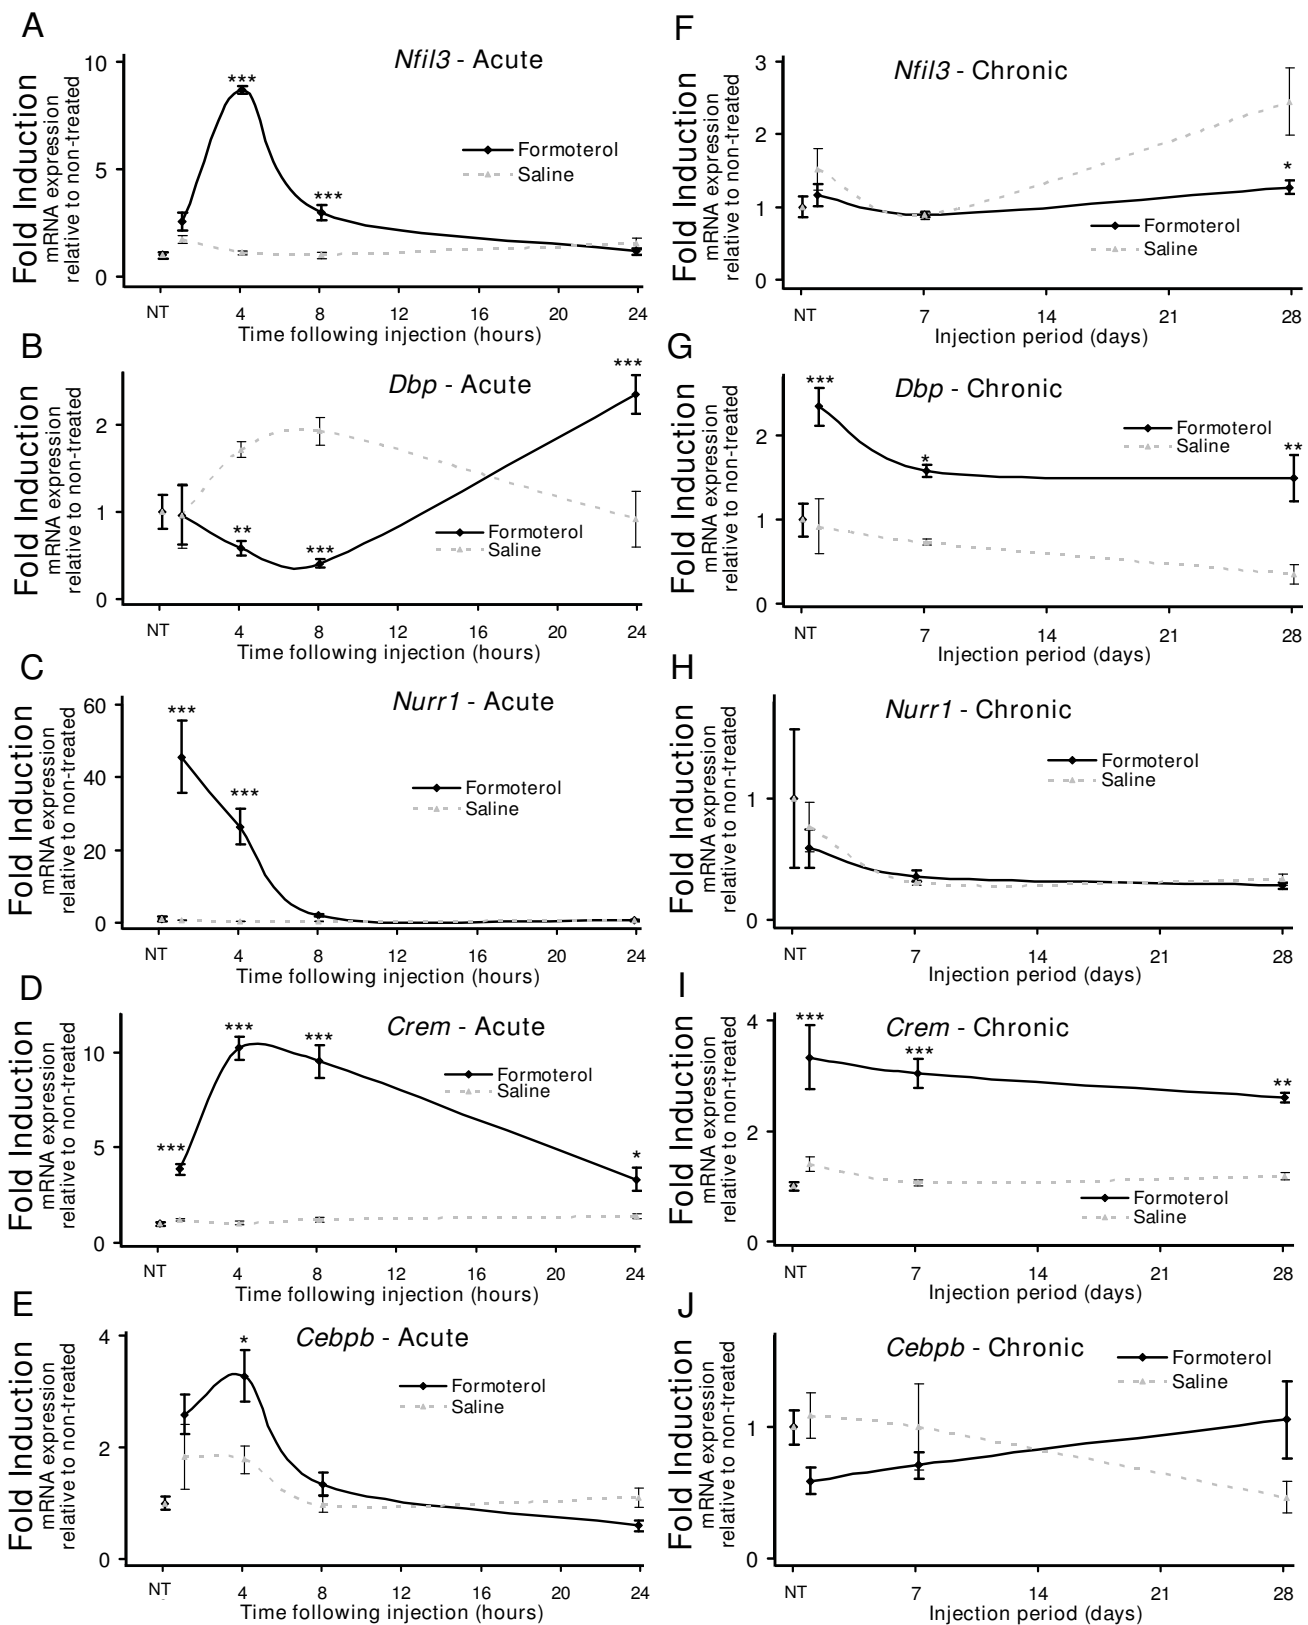 A
Nfil3 - Acute
Fold Induction
mRNA expression
relative to non-treated
10
5
0
Formoterol
Saline
***
***
NT 4 8 12 16 20 24
Time following injection (hours)
B
Dbp - Acute
Fold Induction
mRNA expression
relative to non-treated
2
1
0
**
***
***
Formoterol
Saline
NT 4 8 12 16 20 24
Time following injection (hours)
C
Nurr1 - Acute
Fold Induction
mRNA expression
relative to non-treated
60
40
20
0
***
***
Formoterol
Saline
NT 4 8 12 16 20 24
Time following injection (hours)
D
Crem - Acute
Fold Induction
mRNA expression
relative to non-treated
10
5
0
***
***
***
*
Formoterol
Saline
NT 4 8 12 16 20 24
Time following injection (hours)
E
Cebpb - Acute
Fold Induction
mRNA expression
relative to non-treated
4
2
1
0
*
Formoterol
Saline
NT 4 8 12 16 20 24
Time following injection (hours)
F
Nfil3 - Chronic
Fold Induction
mRNA expression
relative to non-treated
3
2
1
0
*
Formoterol
Saline
NT 7 14 21 28
Injection period (days)
G
Dbp - Chronic
Fold Induction
mRNA expression
relative to non-treated
2
1
0
***
*
**
Formoterol
Saline
NT 7 14 21 28
Injection period (days)
H
Nurr1 - Chronic
Fold Induction
mRNA expression
relative to non-treated
1
0
Formoterol
Saline
NT 7 14 21 28
Injection period (days)
I
Crem - Chronic
Fold Induction
mRNA expression
relative to non-treated
4
2
1
0
***
***
**
Formoterol
Saline
NT 7 14 21 28
Injection period (days)
J
Cebpb - Chronic
Fold Induction
mRNA expression
relative to non-treated
1
0
Formoterol
Saline
NT 7 14 21 28
Injection period (days)